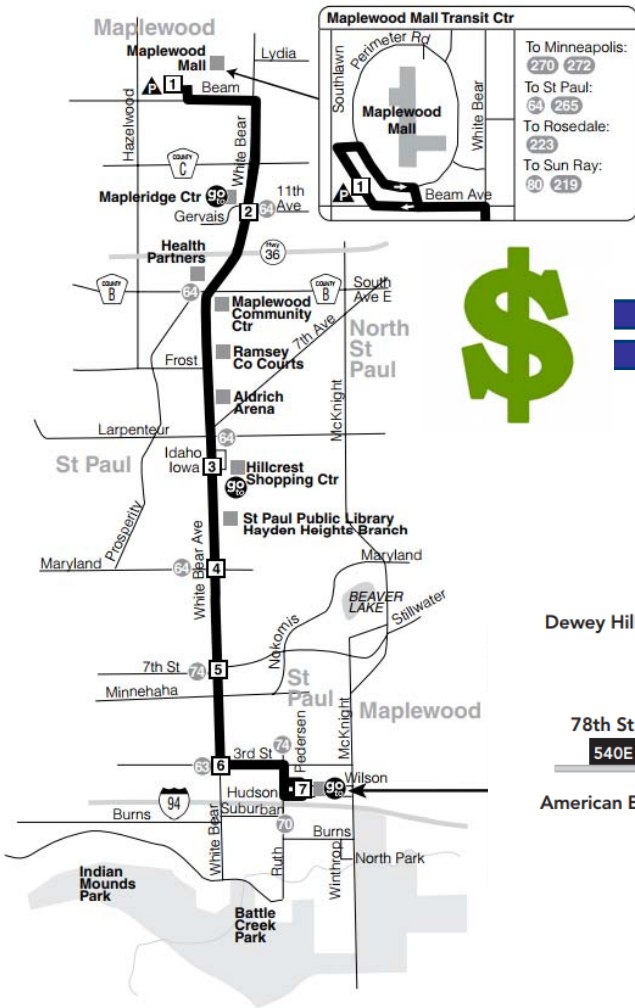 Maplewood
Maplewood
Mall
Lydia
P
1
Beam
Hazelwood
COUNTY
C
White Bear
Mapleridge Ctr
go to
11th
Ave
Gervais
2
64
Hwy
36
Health
Partners
COUNTY
B
64
COUNTY
B
South
Ave E
Maplewood
Community
Ctr
7th Ave
North
St
Paul
Ramsey
Co Courts
Frost
Aldrich
Arena
McKnight
Larpenteur
64
St Paul
Idaho
Iowa
3
Hillcrest
Shopping Ctr
go to
Prosperity
St Paul Public Library
Hayden Heights Branch
White Bear Ave
Maryland
64
4
Maryland
BEAVER
LAKE
Stillwater
Nokomis
7th St
74
5
Minnehaha
St
Paul
Maplewood
Pedersen
McKnight
3rd St
74
63
6
Wilson
7
go to
Hudson
94
Suburban
Burns
70
Burns
White Bear
Ruth
Winthrop
North Park
Indian
Mounds
Park
Battle
Creek
Park
Maplewood Mall Transit Ctr
Southlawn
Perimeter Rd
Maplewood
Mall
White Bear
P
1
Beam Ave
To Minneapolis:
270 272
To St Paul:
64 265
To Rosedale:
223
To Sun Ray:
80 219
$
Dewey Hil
78th St
540E
American B